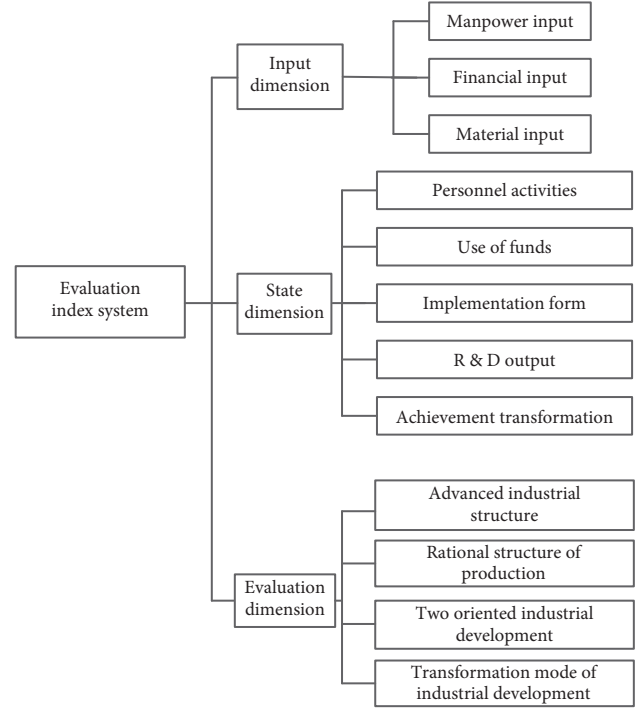 Evaluation
index system
Input
dimension
Manpower input
Financial input
Material input
State
dimension
Personnel activities
Use of funds
Implementation form
R & D output
Achievement transformation
Evaluation
dimension
Advanced industrial
structure
Rational structure of
production
Two oriented industrial
development
Transformation mode of
industrial development